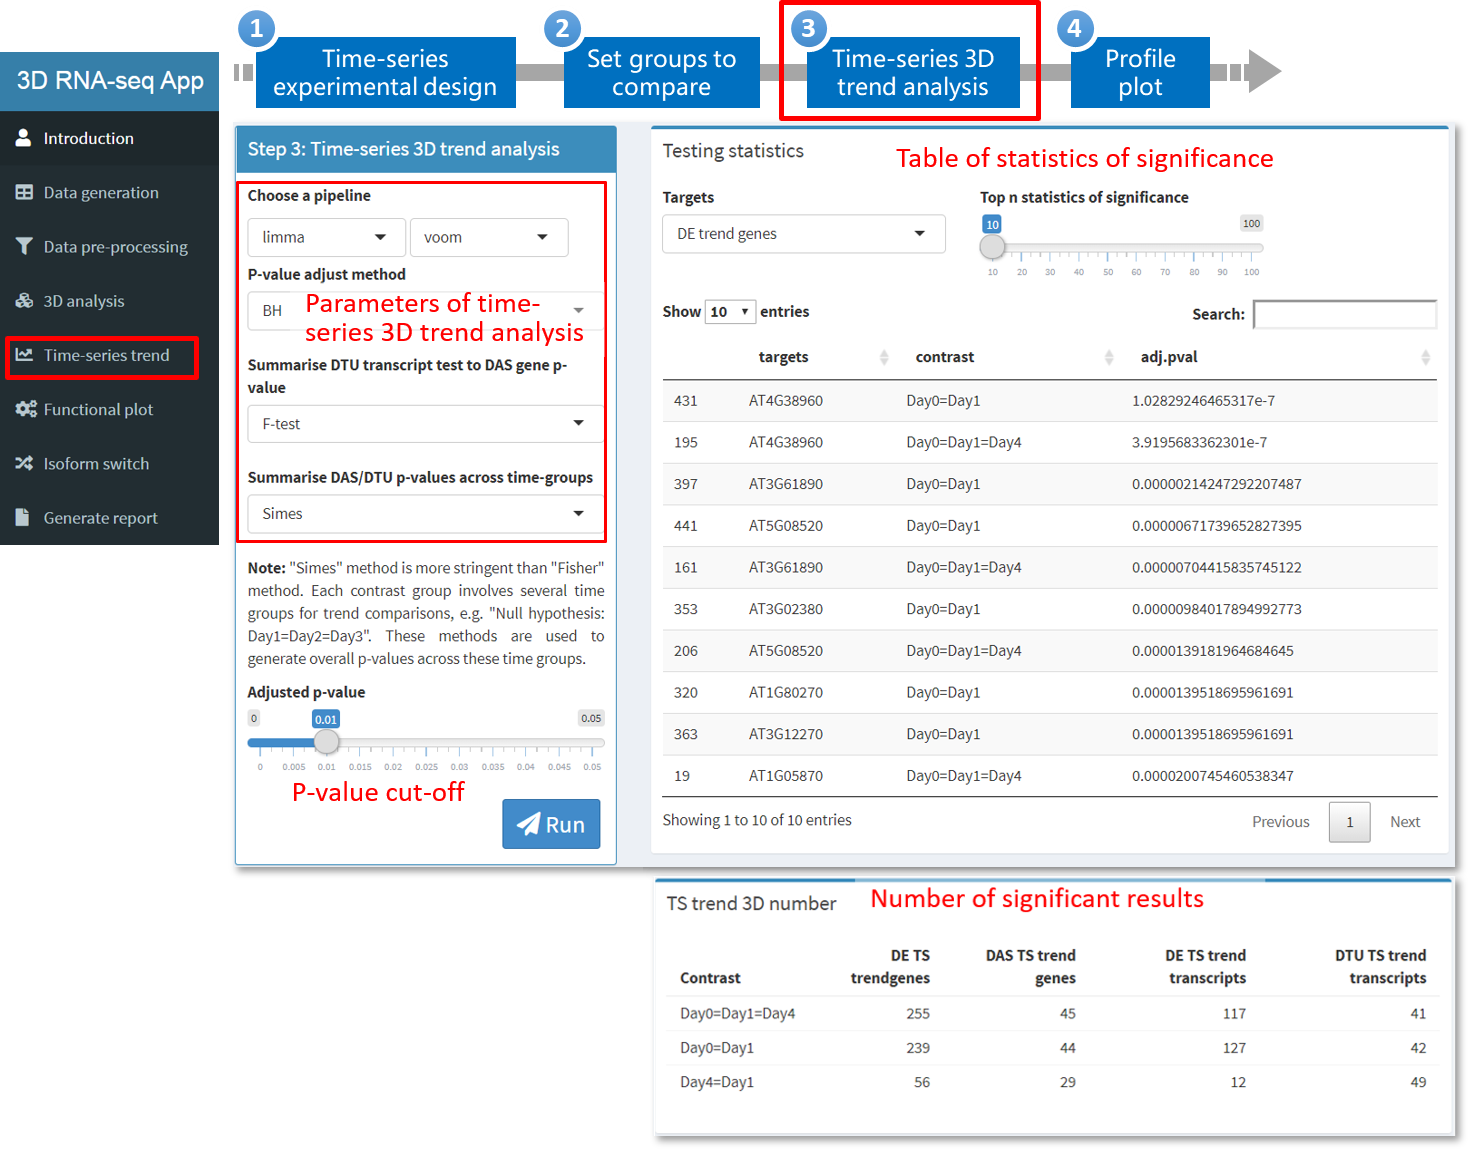 1
Time-series
experimental design
2
Set groups to
compare
3
Time-series 3D
trend analysis
4
Profile
plot
3D RNA-seq App
Introduction
Data generation
Data pre-processing
3D analysis
Time-series trend
Functional plot
Isoform switch
Generate report
Step 3: Time-series 3D trend analysis
Choose a pipeline
limma voom
P-value adjust method
BH
Parameters of time-
series 3D trend analysis
Summarise DTU transcript test to DAS gene p-
value
F-test
Summarise DAS/DTU p-values across time-groups
Simes
Note: "Simes" method is more stringent than "Fisher"
method. Each contrast group involves several time
groups for trend comparisons, e.g. "Null hypothesis:
Day1=Day2=Day3". These methods are used to
generate overall p-values across these time groups.
Adjusted p-value
0 0.01 0.05
0 0.005 0.01 0.015 0.02 0.025 0.03 0.035 0.04 0.045 0.05
P-value cut-off
Run
Testing statistics
Table of statistics of significance
Targets
DE trend genes
Top n statistics of significance
10 100
10 20 30 40 50 60 70 80 90 100
Show 10 entries
Search:
targets contrast adj.pval
431 AT4G38960 Day0=Day1 1.02829246465317e-7
195 AT4G38960 Day0=Day1=Day4 3.9195683362301e-7
397 AT3G61890 Day0=Day1 0.00000214247292207487
441 AT5G08520 Day0=Day1 0.00000671739652827395
161 AT3G61890 Day0=Day1=Day4 0.00000704415835745122
353 AT3G02380 Day0=Day1 0.00000984017894992773
206 AT5G08520 Day0=Day1=Day4 0.0000139181964684645
320 AT1G80270 Day0=Day1 0.0000139518695961691
363 AT3G12270 Day0=Day1 0.0000139518695961691
19 AT1G05870 Day0=Day1=Day4 0.0000200745460538347
Showing 1 to 10 of 10 entries
Previous 1 Next
TS trend 3D number
Number of significant results
DE TS DAS TS trend DE TS trend DTU TS trend
Contrast trendgenes genes transcripts transcripts
Day0=Day1=Day4 255 45 117 41
Day0=Day1 239 44 127 42
Day4=Day1 56 29 12 49